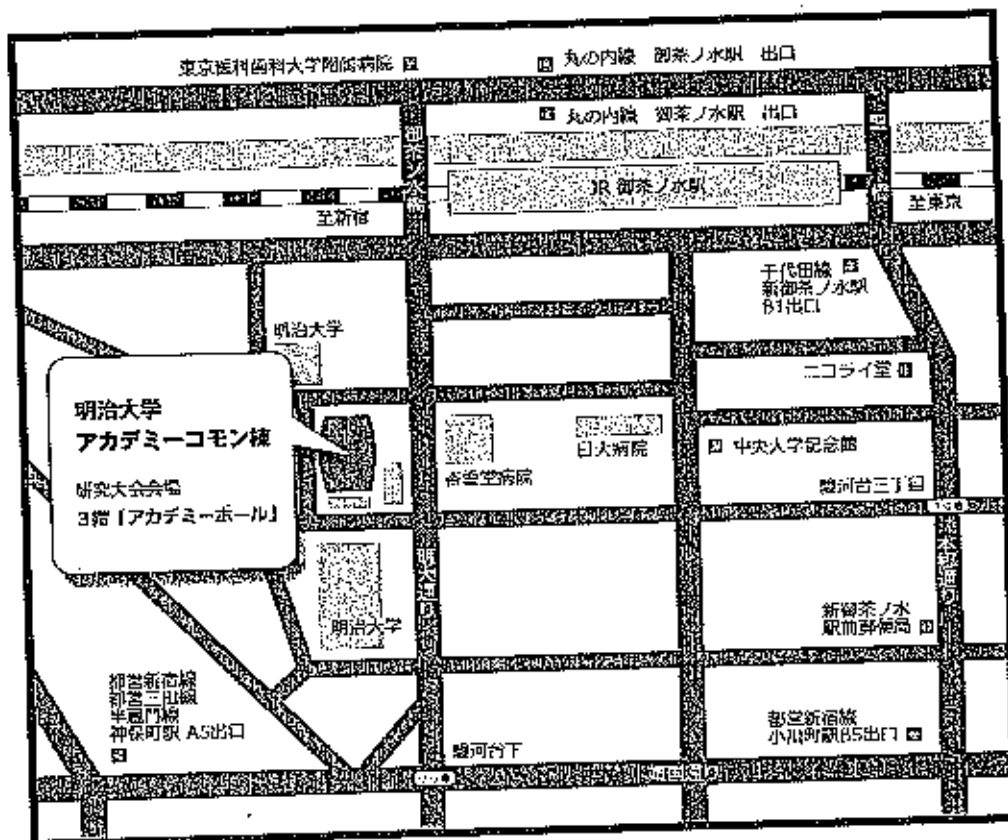 東京医科歯科大学附属病院
丸の内線 御茶ノ水駅 出口
丸の内線 御茶ノ水駅 出口
御茶ノ水橋
JR 御茶ノ水駅
至新宿
至東京
千代田線
新御茶ノ水駅
B1出口
明治大学
ニコライ堂
明治大学
アカデミーコモン棟
研究大会会場
3階「アカデミーホール」
杏雲堂病院
日大病院
中央大学記念館
駿河台三丁目
明大通り
本郷通り
明治大学
新御茶ノ水
駅前郵便局
都営新宿線
都営三田線
半蔵門線
神保町駅 A5出口
駿河台下
都営新宿線
小川町駅B5出口
靖国通り